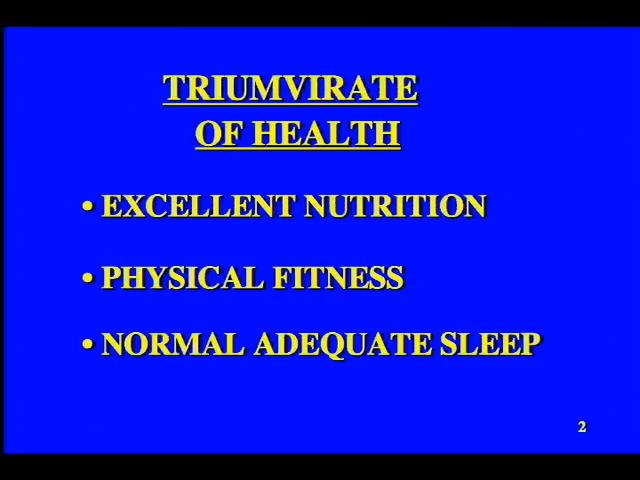 TRIUMVIRATE
OF HEALTH
• EXCELLENT NUTRITION
• PHYSICAL FITNESS
• NORMAL ADEQUATE SLEEP
2